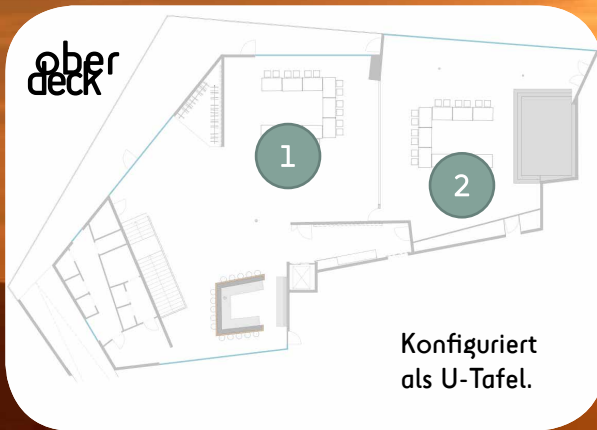 ober
deck
1
2
Konfiguriert
als U-Tafel.